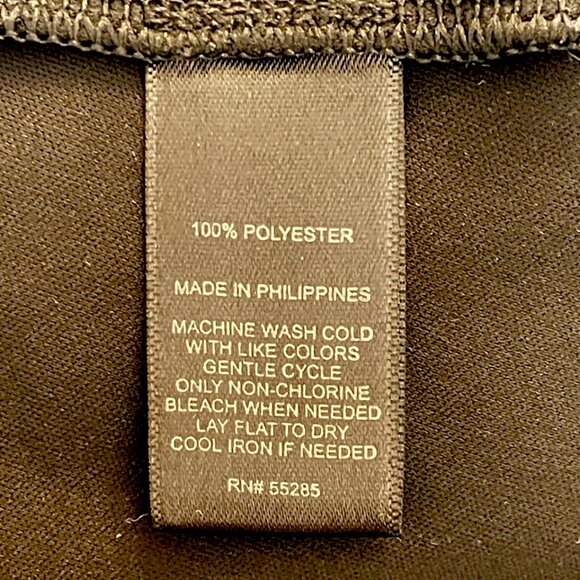 100% POLYESTER
MADE IN PHILIPPINES
MACHINE WASH COLD
WITH LIKE COLORS
GENTLE CYCLE
ONLY NON-CHLORINE
BLEACH WHEN NEEDED
LAY FLAT TO DRY
COOL IRON IF NEEDED
RN# 55285